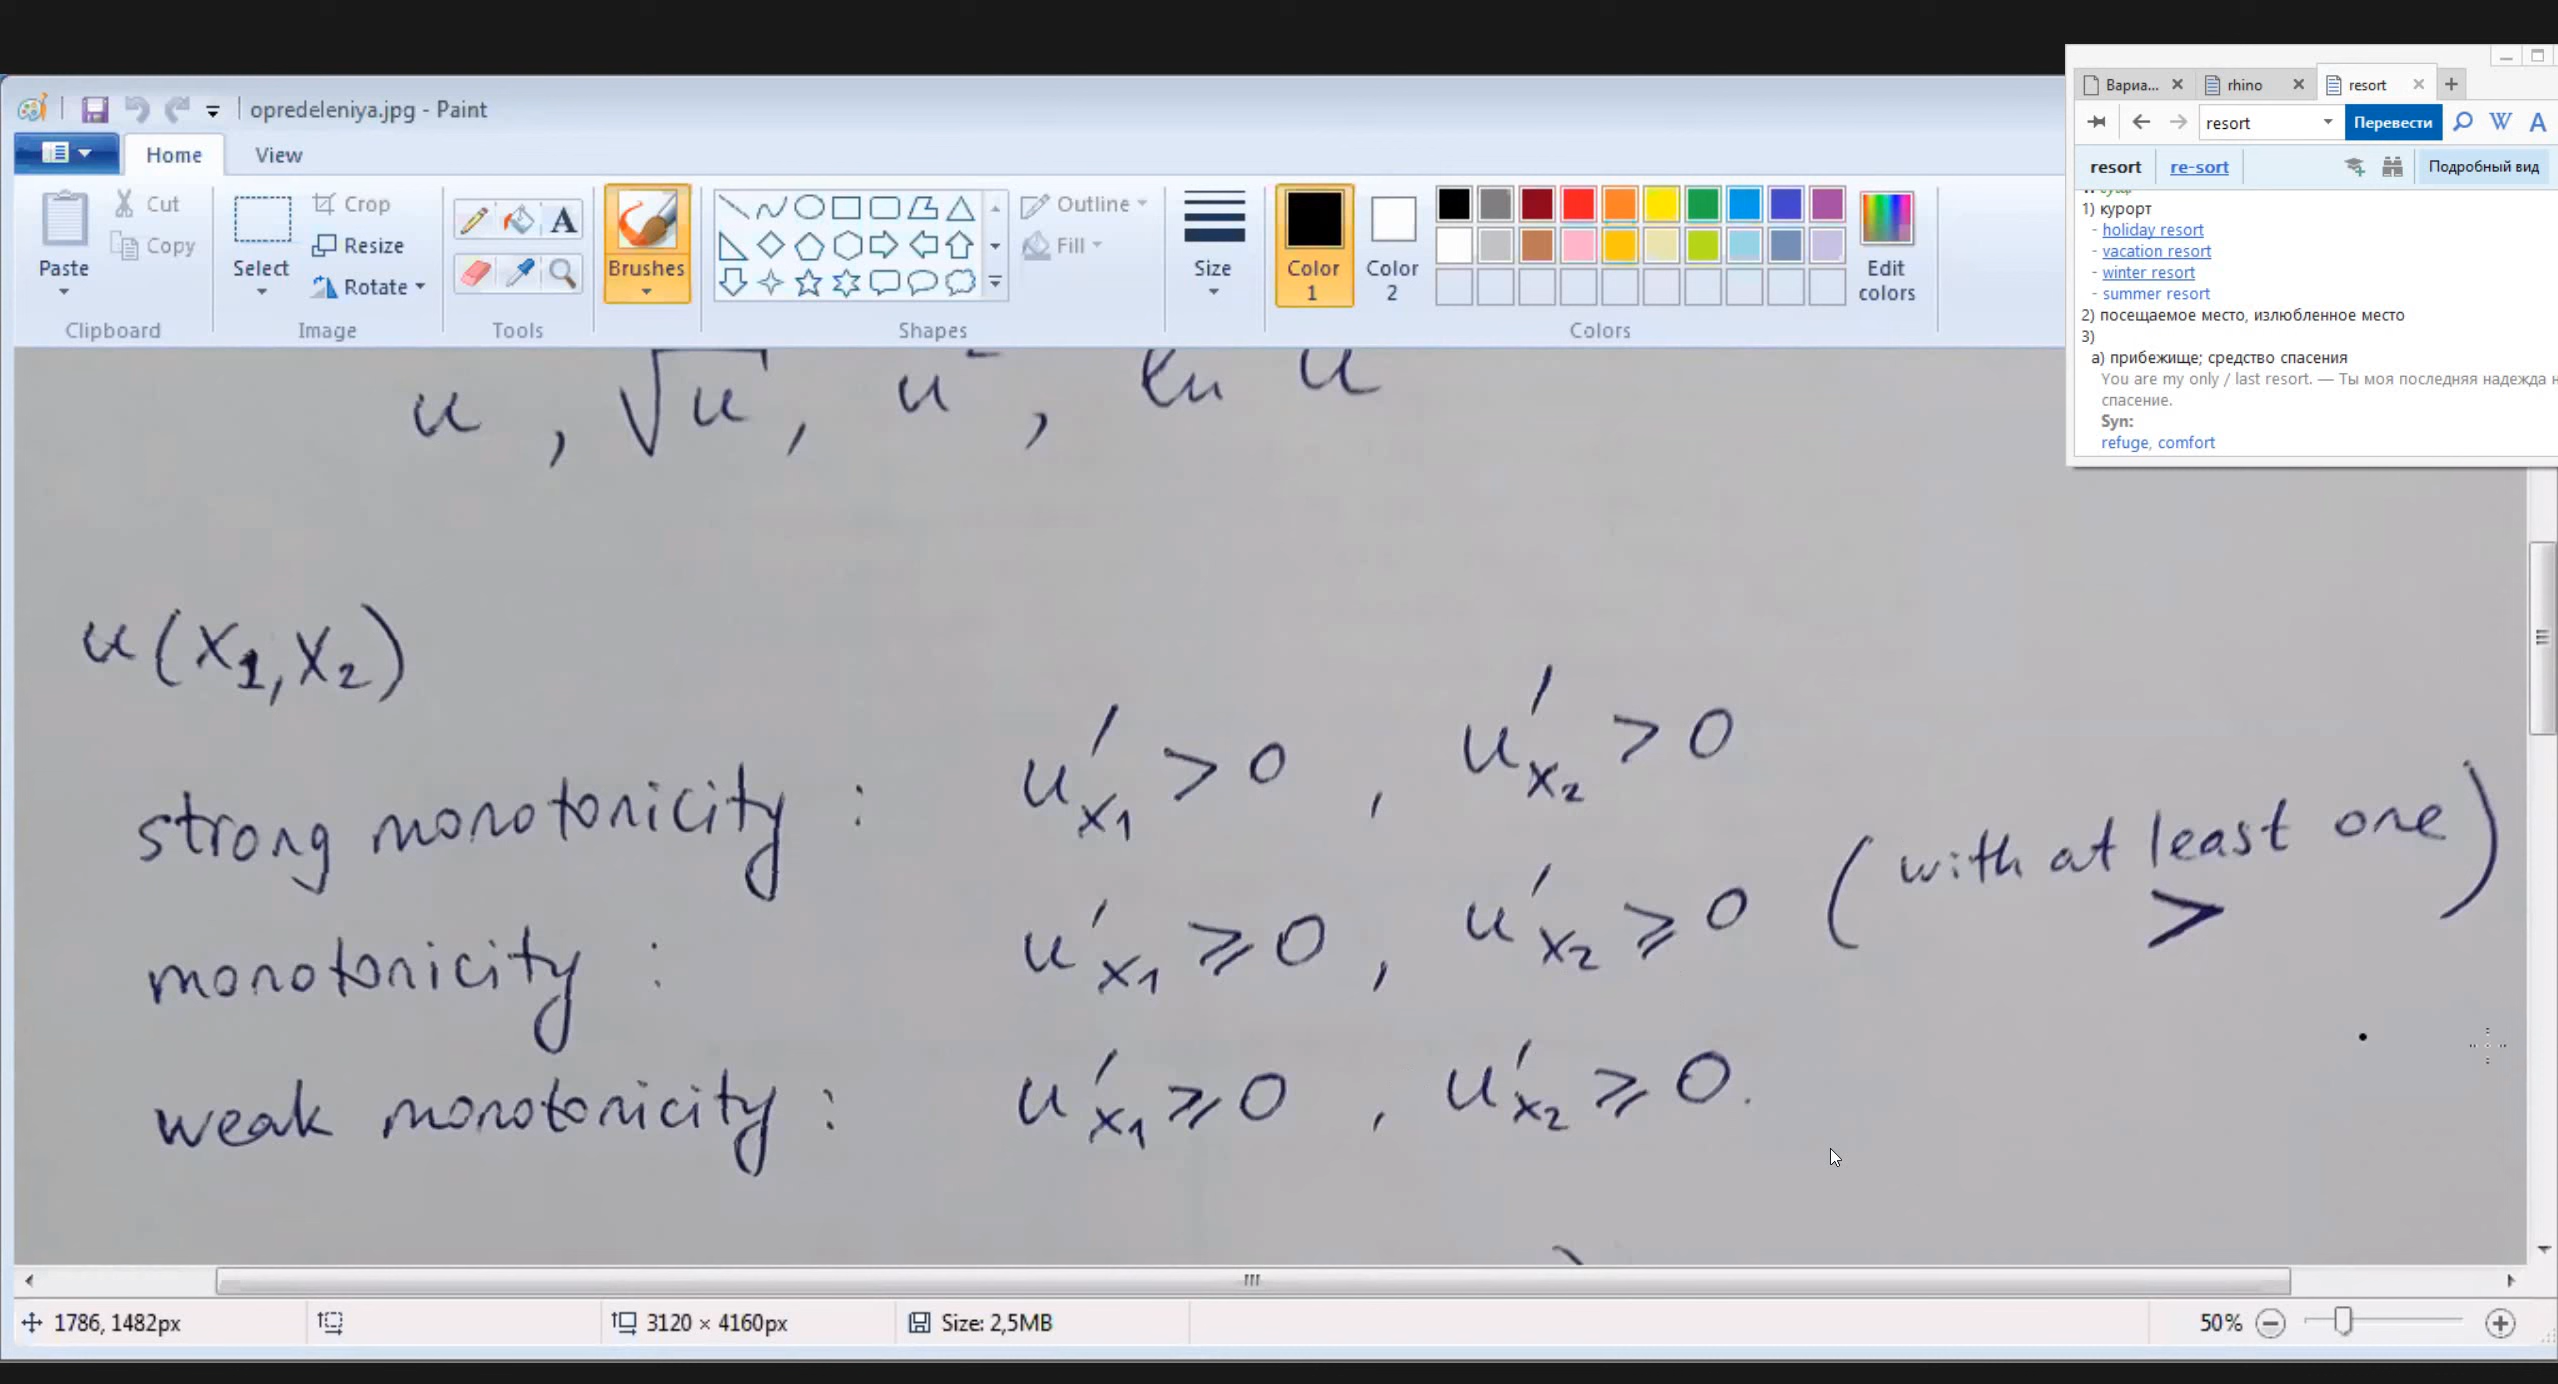 opredeleniya.jpg - Paint
Вариа... rhino resort
resort Перевести W A
Home View
resort re-sort Подробный вид
Paste Cut Copy Select Crop Resize Rotate A Brushes Outline Fill Size Color 1 Color 2 Edit colors
Clipboard Image Tools Shapes Colors
1) курорт
- holiday resort
- vacation resort
- winter resort
- summer resort
2) посещаемое место, излюбленное место
3)
а) прибежище; средство спасения
You are my only / last resort. — Ты моя последняя надежда н
спасение.
Syn:
refuge, comfort
u , √u , u , ln u
u(x₁,x₂)
strong monotonicity : u'x₁ > 0 , u'x₂ > 0
monotonicity : u'x₁ ⩾ 0 , u'x₂ ⩾ 0 (with at least one >)
weak monotonicity : u'x₁ ⩾ 0 , u'x₂ ⩾ 0.
1786, 1482px 3120 × 4160px Size: 2,5MB 50%